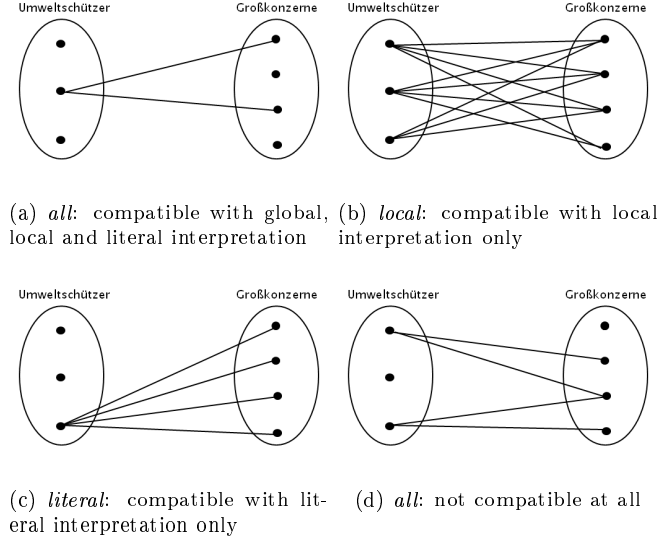 Umweltschützer Großkonzerne
Umweltschützer Großkonzerne
(a) all: compatible with global,
local and literal interpretation
(b) local: compatible with local
interpretation only
Umweltschützer Großkonzerne
Umweltschützer Großkonzerne
(c) literal: compatible with lit-
eral interpretation only
(d) all: not compatible at all